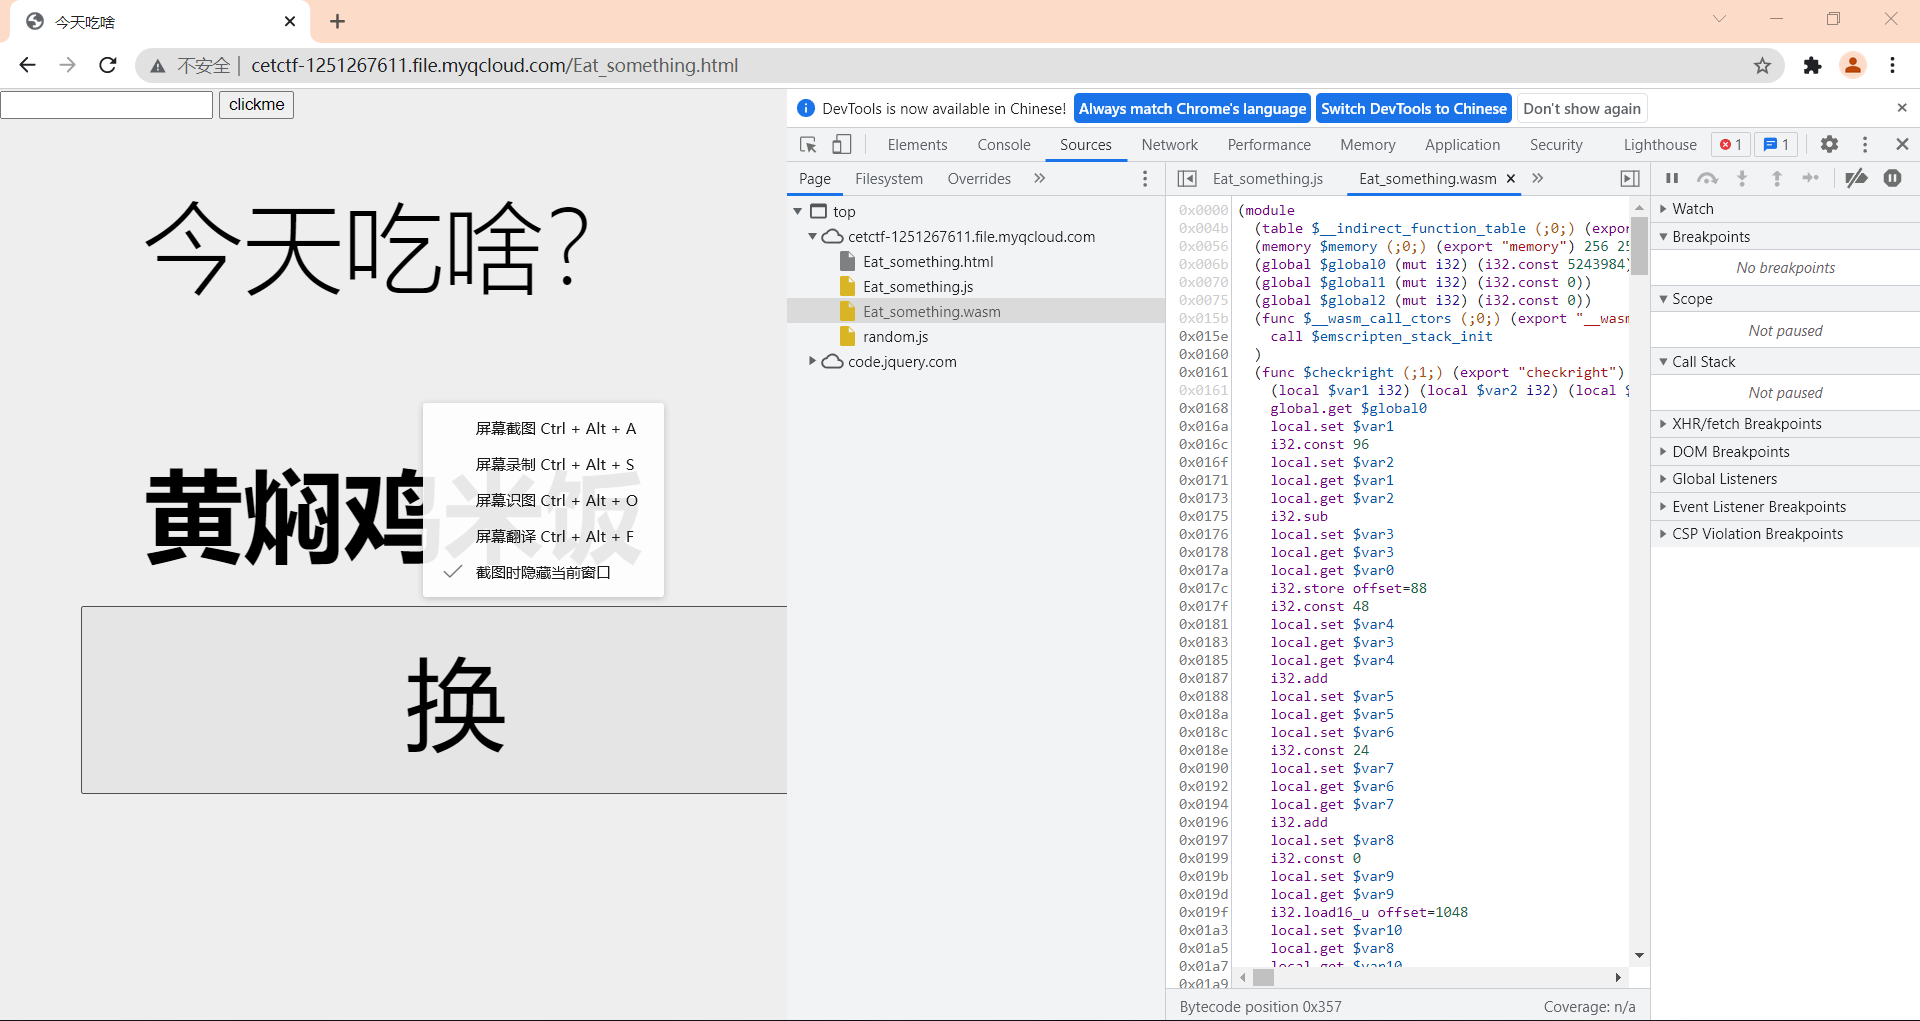 今天吃啥
不安全 | cetctf-1251267611.file.myqcloud.com/Eat_something.html
clickme
今天吃啥?
黄焖鸡米饭
屏幕截图 Ctrl + Alt + A
屏幕录制 Ctrl + Alt + S
屏幕识图 Ctrl + Alt + O
屏幕翻译 Ctrl + Alt + F
截图时隐藏当前窗口
换
DevTools is now available in Chinese! Always match Chrome's language Switch DevTools to Chinese Don't show again
Elements Console Sources Network Performance Memory Application Security Lighthouse 1 1
Page Filesystem Overrides
top
cetctf-1251267611.file.myqcloud.com
Eat_something.html
Eat_something.js
Eat_something.wasm
random.js
code.jquery.com
Eat_something.js Eat_something.wasm
0x0000 (module
0x004b (table $__indirect_function_table (;0;) (expor
0x0056 (memory $memory (;0;) (export "memory") 256 25
0x006b (global $global0 (mut i32) (i32.const 5243984)
0x0070 (global $global1 (mut i32) (i32.const 0))
0x0075 (global $global2 (mut i32) (i32.const 0))
0x015b (func $__wasm_call_ctors (;0;) (export "__wasm
0x015e call $emscripten_stack_init
0x0160 )
0x0161 (func $checkright (;1;) (export "checkright")
0x0161 (local $var1 i32) (local $var2 i32) (local $
0x0168 global.get $global0
0x016a local.set $var1
0x016c i32.const 96
0x016f local.set $var2
0x0171 local.get $var1
0x0173 local.get $var2
0x0175 i32.sub
0x0176 local.set $var3
0x0178 local.get $var3
0x017a local.get $var0
0x017c i32.store offset=88
0x017f i32.const 48
0x0181 local.set $var4
0x0183 local.get $var3
0x0185 local.get $var4
0x0187 i32.add
0x0188 local.set $var5
0x018a local.get $var5
0x018c local.set $var6
0x018e i32.const 24
0x0190 local.set $var7
0x0192 local.get $var6
0x0194 local.get $var7
0x0196 i32.add
0x0197 local.set $var8
0x0199 i32.const 0
0x019b local.set $var9
0x019d local.get $var9
0x019f i32.load16_u offset=1048
0x01a3 local.set $var10
0x01a5 local.get $var8
0x01a7 local.get $var10
0x01a9
Bytecode position 0x357 Coverage: n/a
Watch
Breakpoints
No breakpoints
Scope
Not paused
Call Stack
Not paused
XHR/fetch Breakpoints
DOM Breakpoints
Global Listeners
Event Listener Breakpoints
CSP Violation Breakpoints